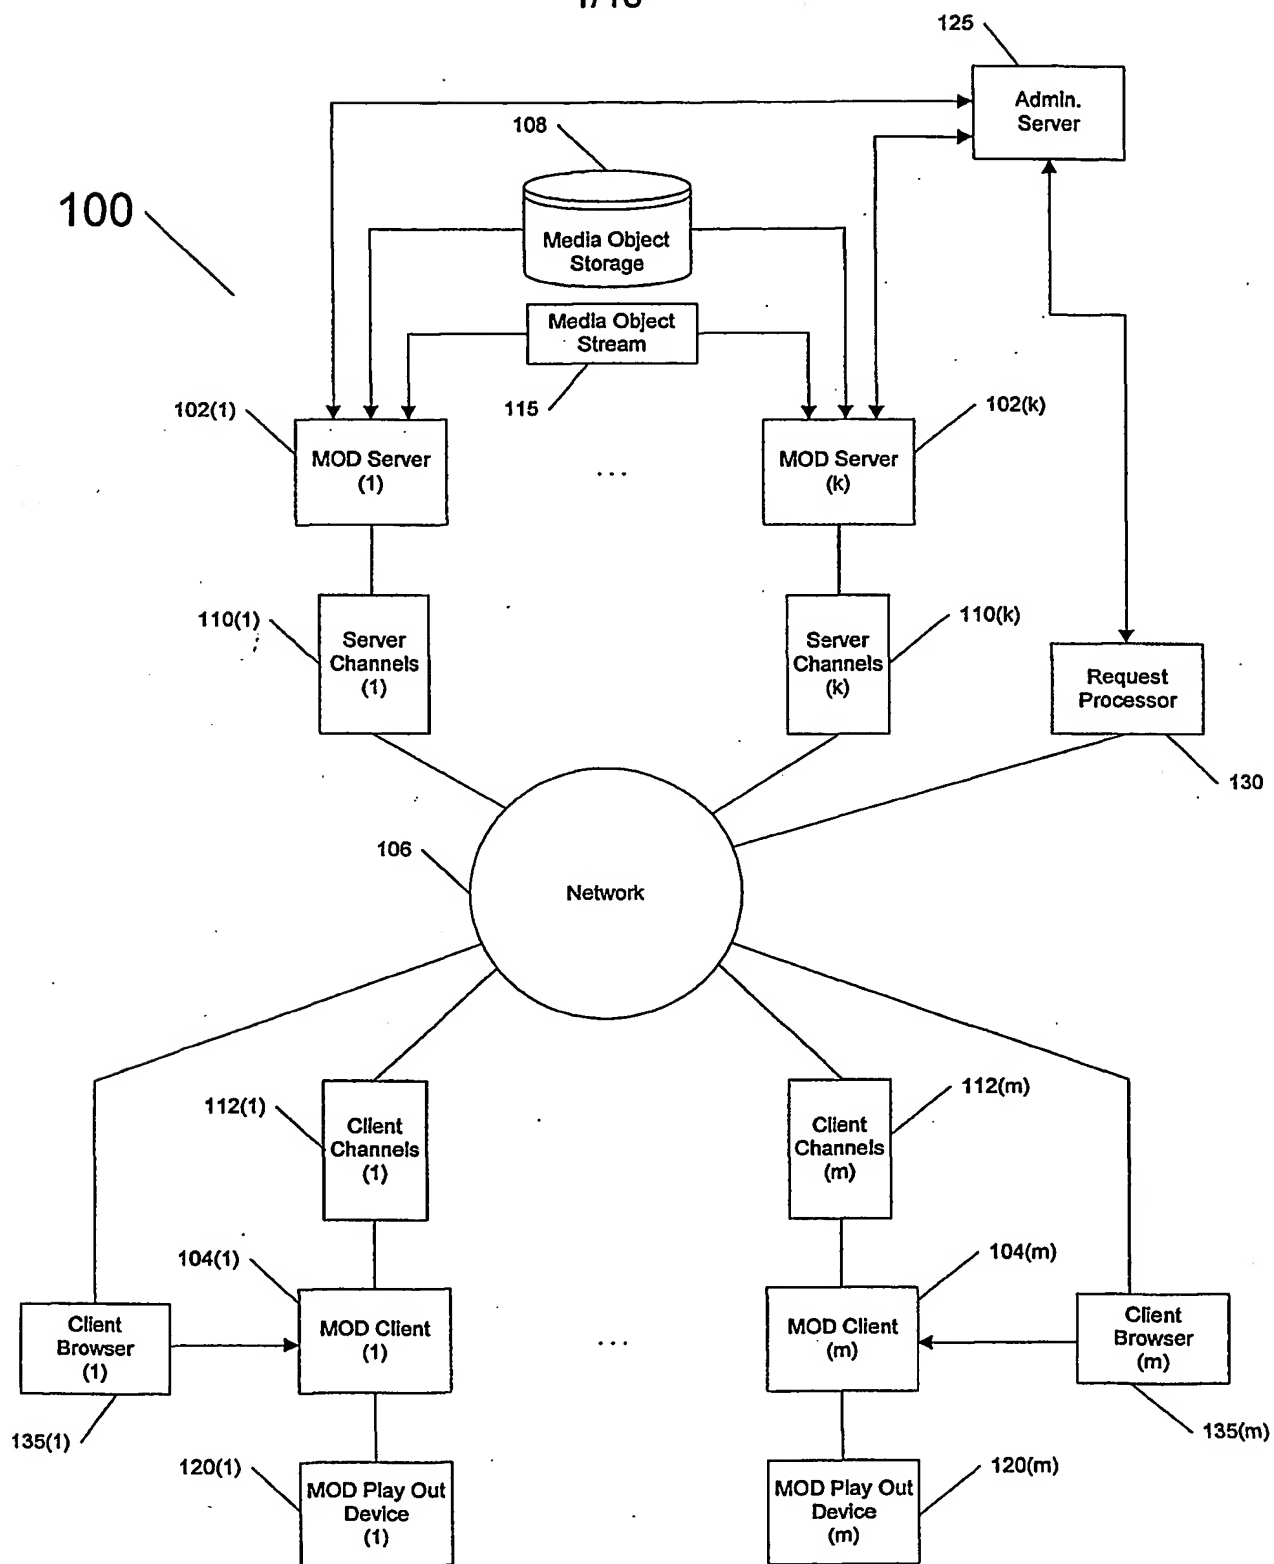 125
Admin.
Server
108
100
Media Object
Storage
Media Object
Stream
115
102(1)
102(k)
MOD Server
(1)
...
MOD Server
(k)
110(1)
110(k)
Server
Channels
(1)
Server
Channels
(k)
Request
Processor
130
106
Network
112(1)
112(m)
Client
Channels
(1)
Client
Channels
(m)
104(1)
104(m)
Client
Browser
(1)
MOD Client
(1)
...
MOD Client
(m)
Client
Browser
(m)
135(1)
135(m)
120(1)
120(m)
MOD Play Out
Device
(1)
MOD Play Out
Device
(m)